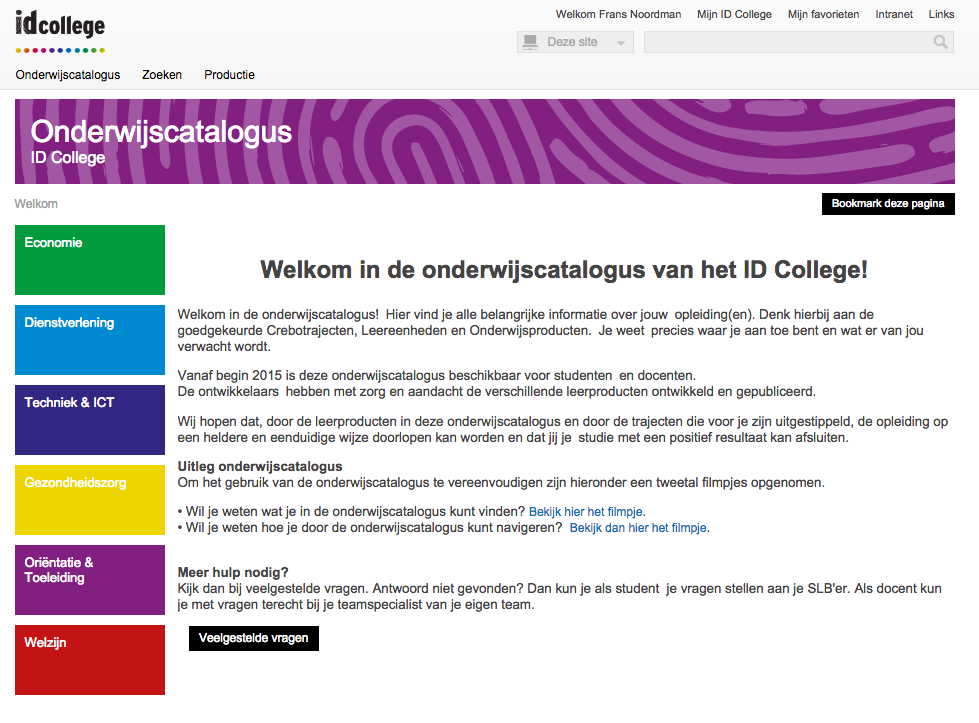 idcollege
Welkom Frans Noordman Mijn ID College Mijn favorieten Intranet Links
Deze site
Onderwijscatalogus Zoeken Productie
Onderwijscatalogus
ID College
Welkom
Bookmark deze pagina
Economie
Dienstverlening
Techniek & ICT
Gezondheidszorg
Oriëntatie &
Toeleiding
Welzijn
Welkom in de onderwijscatalogus van het ID College!
Welkom in de onderwijscatalogus! Hier vind je alle belangrijke informatie over jouw opleiding(en). Denk hierbij aan de
goedgekeurde Crebotrajecten, Leereenheden en Onderwijsproducten. Je weet precies waar je aan toe bent en wat er van jou
verwacht wordt.
Vanaf begin 2015 is deze onderwijscatalogus beschikbaar voor studenten en docenten.
De ontwikkelaars hebben met zorg en aandacht de verschillende leerproducten ontwikkeld en gepubliceerd.
Wij hopen dat, door de leerproducten in deze onderwijscatalogus en door de trajecten die voor je zijn uitgestippeld, de opleiding op
een heldere en eenduidige wijze doorlopen kan worden en dat jij je studie met een positief resultaat kan afsluiten.
Uitleg onderwijscatalogus
Om het gebruik van de onderwijscatalogus te vereenvoudigen zijn hieronder een tweetal filmpjes opgenomen.
• Wil je weten wat je in de onderwijscatalogus kunt vinden? Bekijk hier het filmpje.
• Wil je weten hoe je door de onderwijscatalogus kunt navigeren? Bekijk dan hier het filmpje.
Meer hulp nodig?
Kijk dan bij veelgestelde vragen. Antwoord niet gevonden? Dan kun je als student je vragen stellen aan je SLB'er. Als docent kun
je met vragen terecht bij je teamspecialist van je eigen team.
Veelgestelde vragen